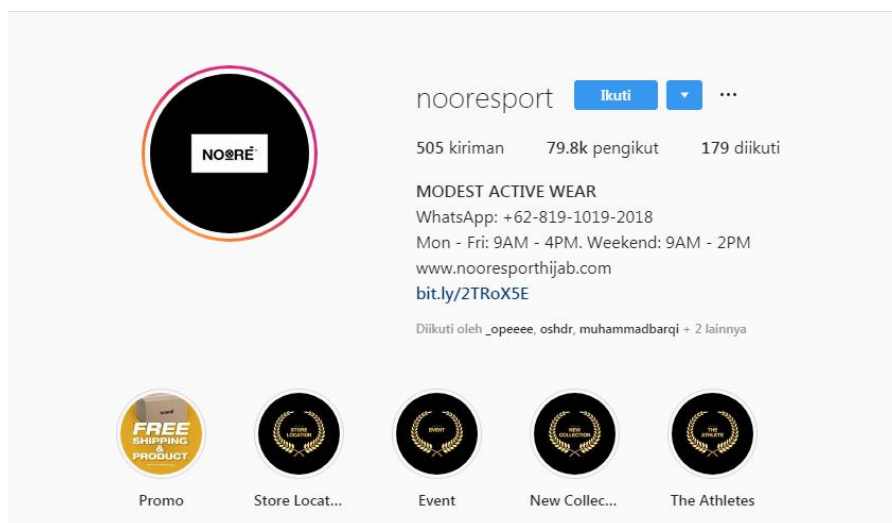 NOORÉ
nooresport Ikuti ...
505 kiriman 79.8k pengikut 179 diikuti
MODEST ACTIVE WEAR
WhatsApp: +62-819-1019-2018
Mon - Fri: 9AM - 4PM. Weekend: 9AM - 2PM
www.nooresporthijab.com
bit.ly/2TRoX5E
Diikuti oleh _opeeee, oshdr, muhammadbarqi + 2 lainnya
FREE
SHIPPING
&
PRODUCT
STORE
LOCATION
EVENT
NEW
COLLECTION
THE
ATHLETE
Promo Store Locat... Event New Collec... The Athletes